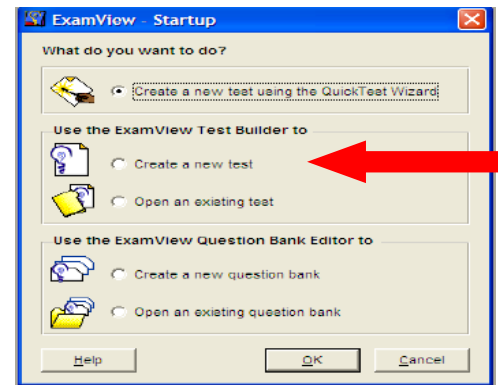 ExamView - Startup
What do you want to do?
Create a new test using the QuickTest Wizard
Use the ExamView Test Builder to
Create a new test
Open an existing test
Use the ExamView Question Bank Editor to
Create a new question bank
Open an existing question bank
Help OK Cancel